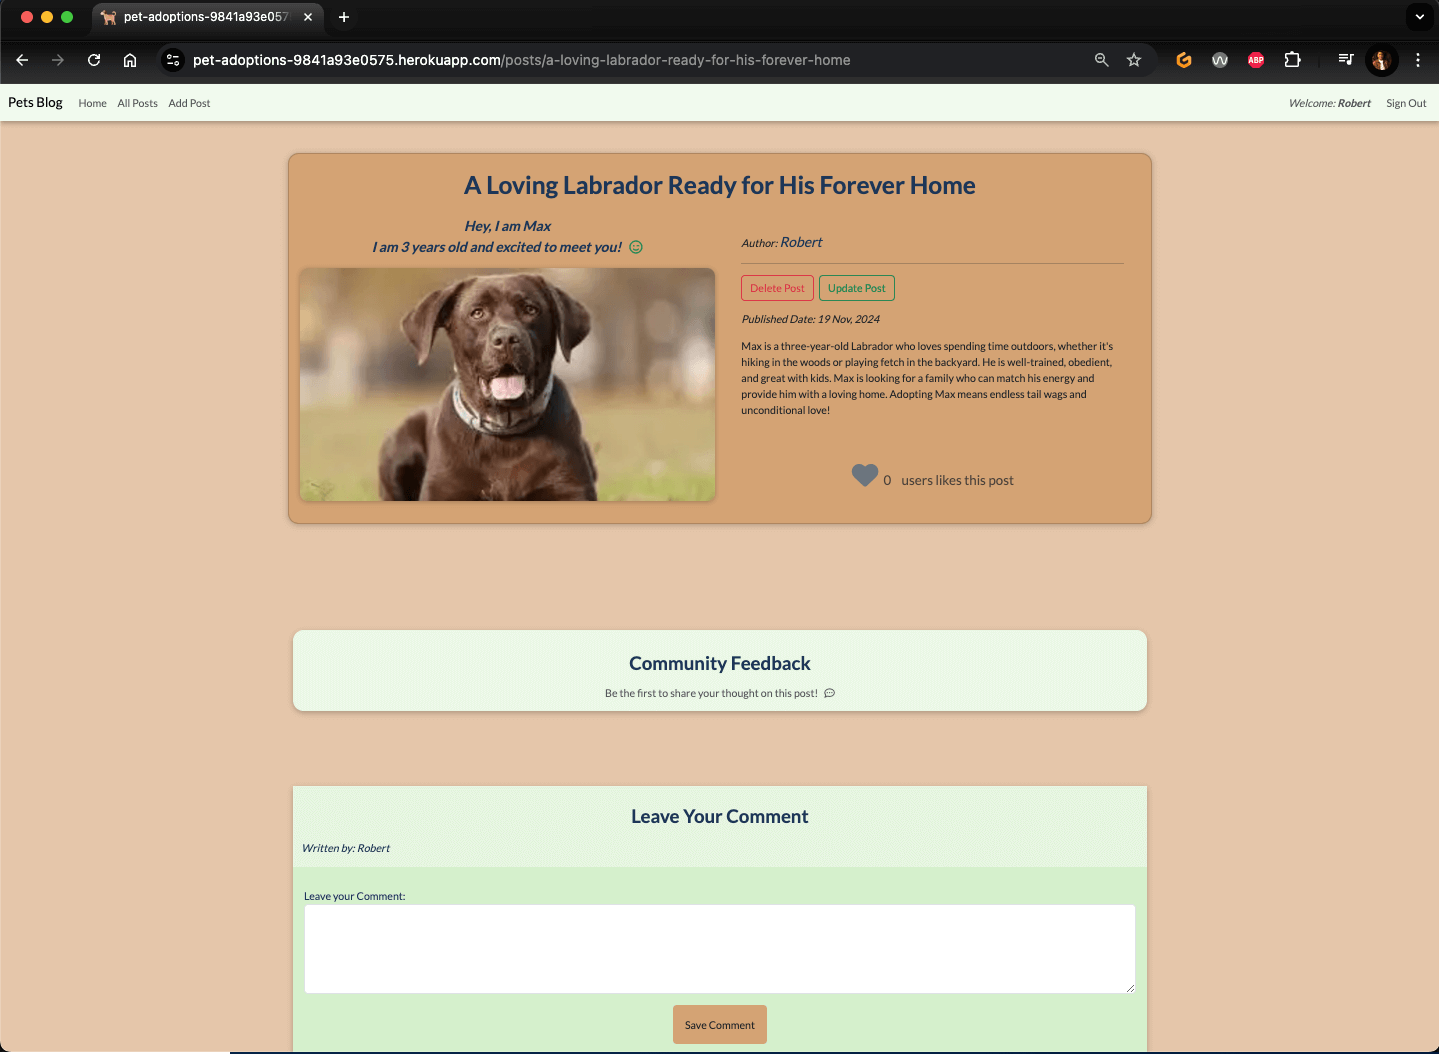 pet-adoptions-9841a93e057
pet-adoptions-9841a93e0575.herokuapp.com/posts/a-loving-labrador-ready-for-his-forever-home
ABP
Pets Blog Home All Posts Add Post Welcome: Robert Sign Out
A Loving Labrador Ready for His Forever Home
Hey, I am Max
I am 3 years old and excited to meet you!
Author: Robert
Delete Post Update Post
Published Date: 19 Nov, 2024
Max is a three-year-old Labrador who loves spending time outdoors, whether it's
hiking in the woods or playing fetch in the backyard. He is well-trained, obedient,
and great with kids. Max is looking for a family who can match his energy and
provide him with a loving home. Adopting Max means endless tail wags and
unconditional love!
0 users likes this post
Community Feedback
Be the first to share your thought on this post!
Leave Your Comment
Written by: Robert
Leave your Comment:
Save Comment